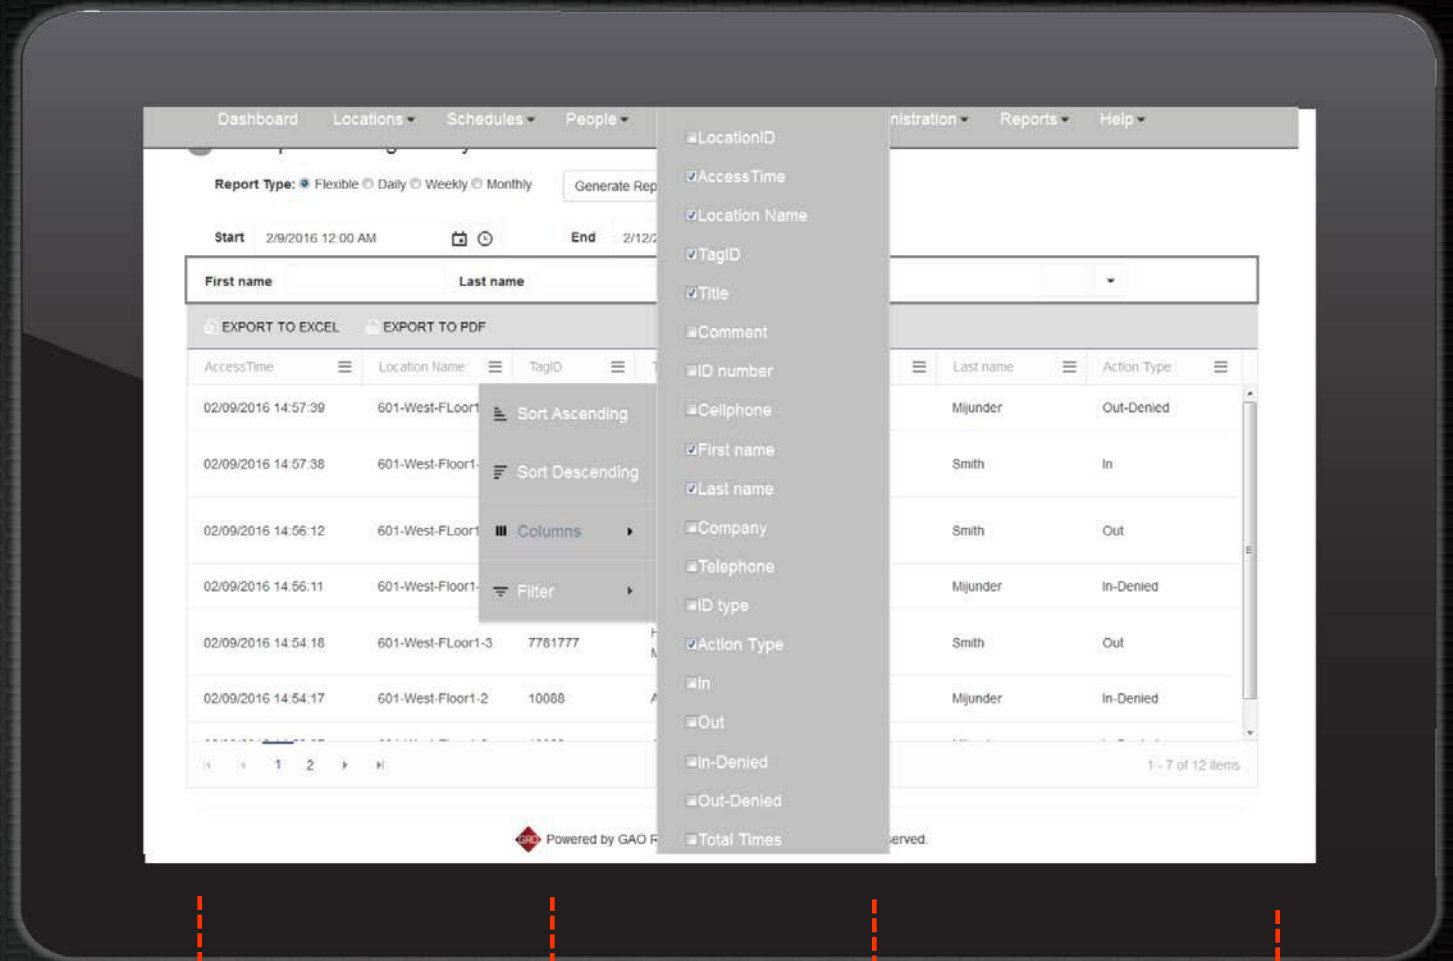 Dashboard Locations Schedules People nistration Reports Help
Report Type: Flexible Daily Weekly Monthly Generate Rep
Start 2/9/2016 12:00 AM End 2/12/2
First name Last name
EXPORT TO EXCEL EXPORT TO PDF
AccessTime Location Name TagID Last name Action Type
02/09/2016 14:57:39 601-West-FLoor1 Mijunder Out-Denied
02/09/2016 14:57:38 601-West-Floor1- Smith In
02/09/2016 14:56:12 601-West-FLoor1 Smith Out
02/09/2016 14:56:11 601-West-Floor1- Mijunder In-Denied
02/09/2016 14:54:18 601-West-FLoor1-3 7781777 Smith Out
02/09/2016 14:54:17 601-West-Floor1-2 10088 A Mijunder In-Denied
1 2 1 - 7 of 12 items
Sort Ascending
Sort Descending
Columns
Filter
LocationID
AccessTime
Location Name
TagID
Title
Comment
ID number
Cellphone
First name
Last name
Company
Telephone
ID type
Action Type
In
Out
In-Denied
Out-Denied
Total Times
GAO Powered by GAO R erved.